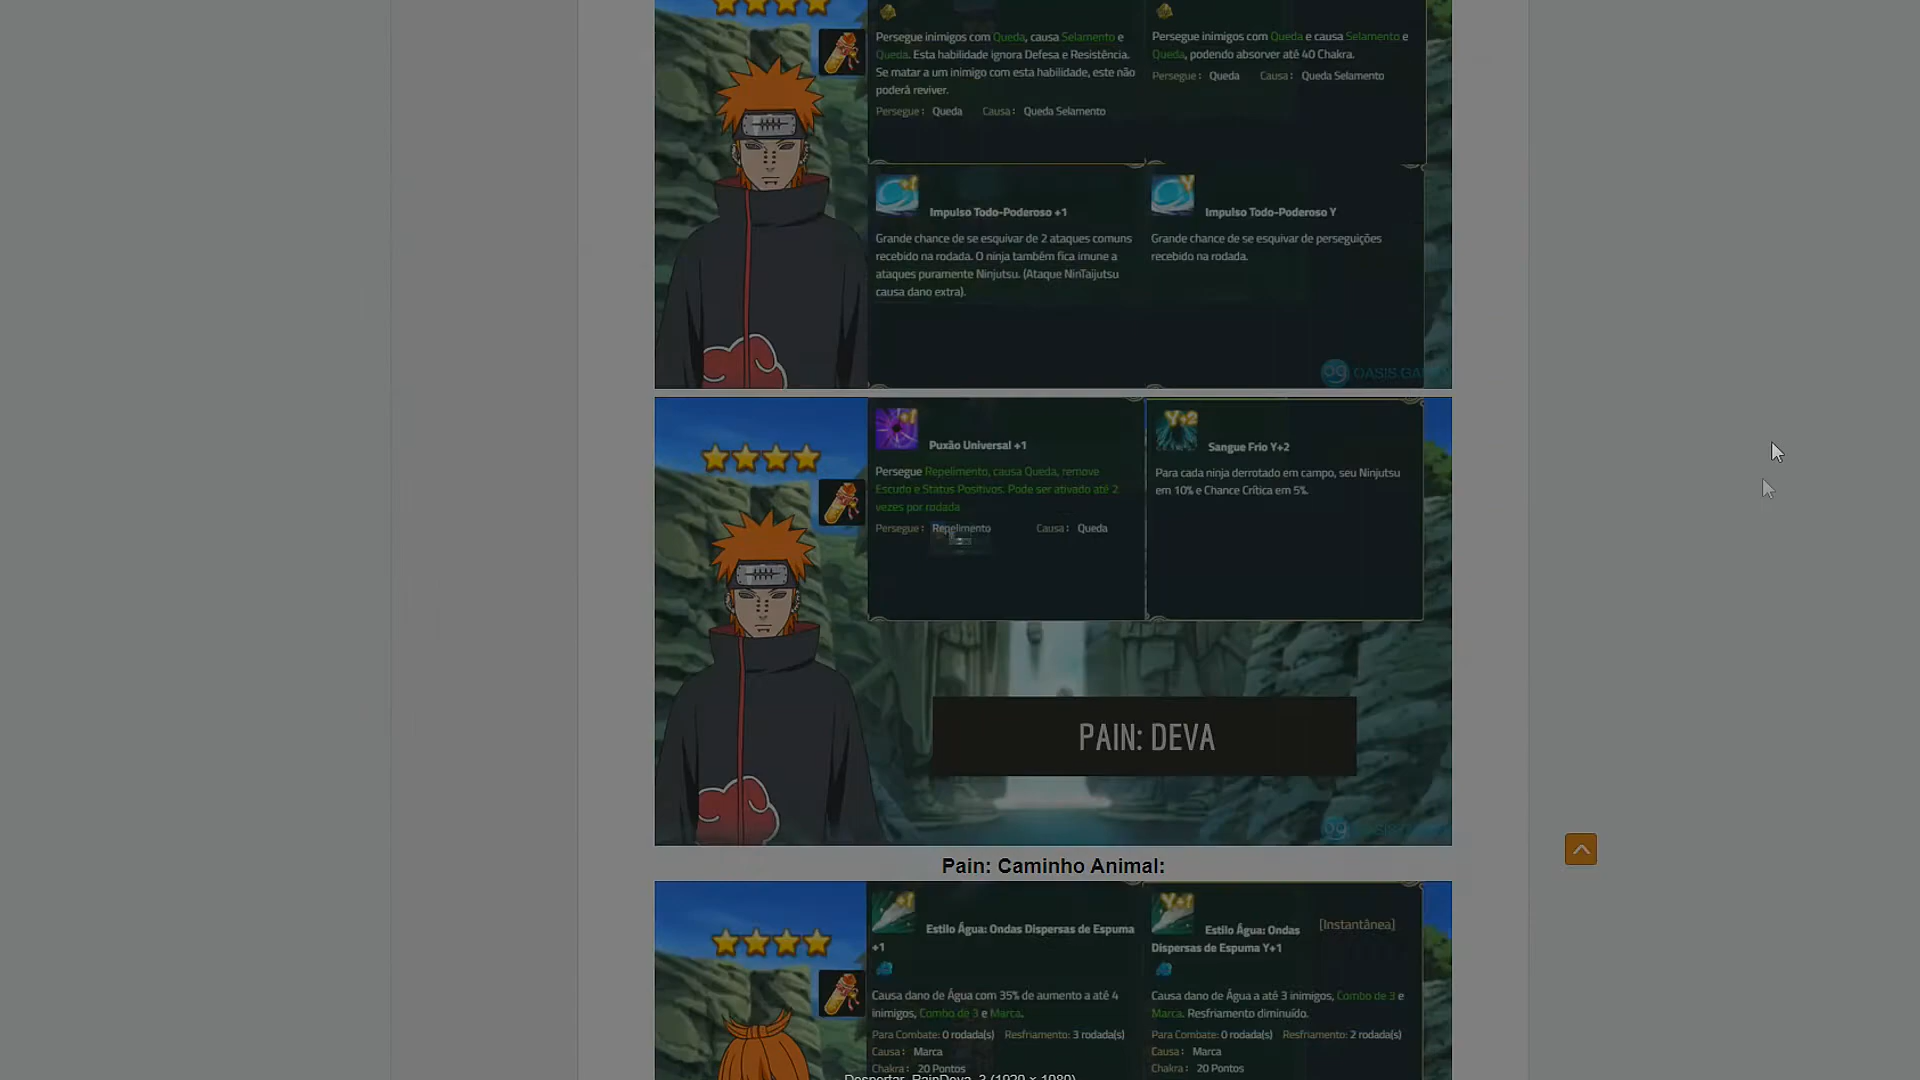 Persegue inimigos com Queda, causa Selamento e
Queda. Esta habilidade ignora Defesa e Resistência.
Se matar a um inimigo com esta habilidade, este não
poderá reviver.
Persegue : Queda Causa : Queda Selamento
Persegue inimigos com Queda e causa Selamento e
Queda, podendo absorver até 40 Chakra.
Persegue : Queda Causa : Queda Selamento
+1
Impulso Todo-Poderoso +1
Grande chance de se esquivar de 2 ataques comuns
recebido na rodada. O ninja também fica imune a
ataques puramente Ninjutsu. (Ataque NinTaijutsu
causa dano extra).
Y
Impulso Todo-Poderoso Y
Grande chance de se esquivar de perseguições
recebido na rodada.
OASIS GA
+1
Puxão Universal +1
Persegue Repelimento, causa Queda, remove
Escudo e Status Positivos. Pode ser ativado até 2
vezes por rodada
Persegue : Repelimento Causa : Queda
Y+2
Sangue Frio Y+2
Para cada ninja derrotado em campo, seu Ninjutsu
em 10% e Chance Crítica em 5%.
PAIN: DEVA
Pain: Caminho Animal:
+1
Estilo Água: Ondas Dispersas de Espuma
+1
Causa dano de Água com 35% de aumento a até 4
inimigos, Combo de 3 e Marca.
Para Combate: 0 rodada(s) Resfriamento: 3 rodada(s)
Causa : Marca
Chakra : 20 Pontos
Y+1
Estilo Água: Ondas [Instantânea]
Dispersas de Espuma Y+1
Causa dano de Água a até 3 inimigos, Combo de 3 e
Marca. Resfriamento diminuído.
Para Combate: 0 rodada(s) Resfriamento: 2 rodada(s)
Causa : Marca
Chakra : 20 Pontos
Despertar_PainDeva_3 (1920 × 1080)